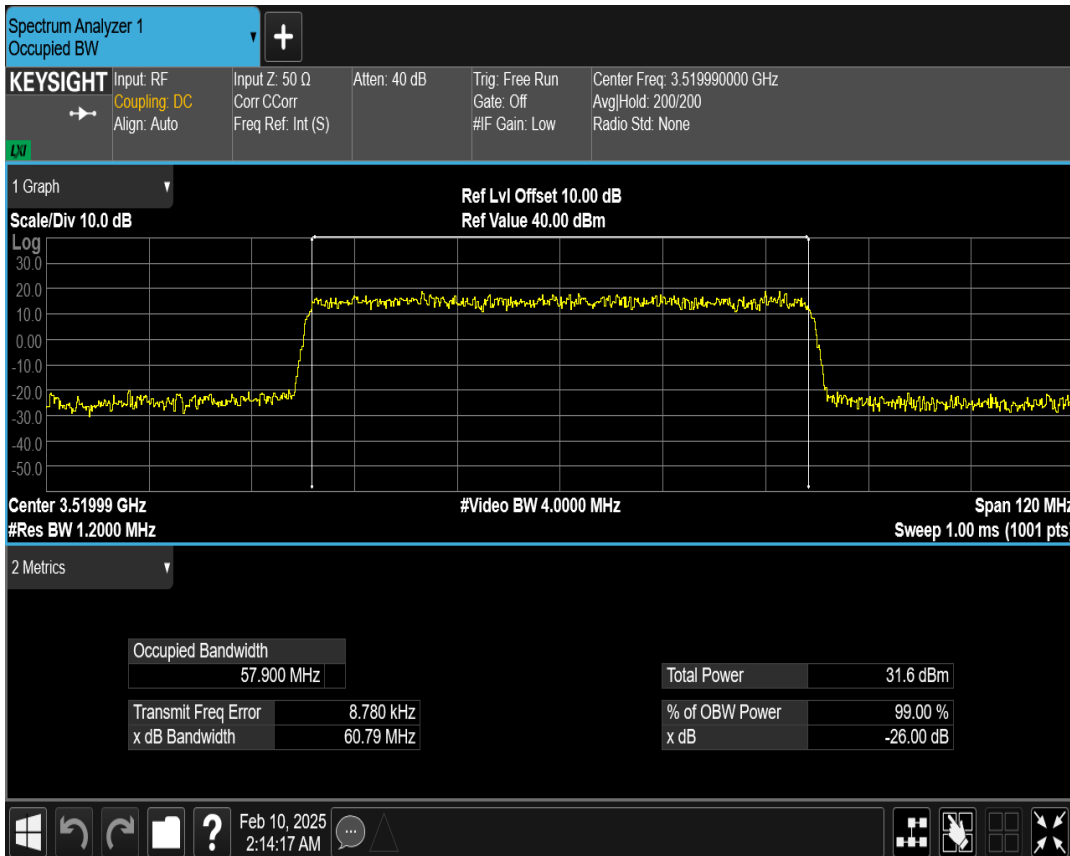 Spectrum Analyzer 1
Occupied BW
+
KEYSIGHT
LXI
Input: RF
Coupling: DC
Align: Auto
Input Z: 50 Ω
Corr CCorr
Freq Ref: Int (S)
Atten: 40 dB
Trig: Free Run
Gate: Off
#IF Gain: Low
Center Freq: 3.519990000 GHz
Avg|Hold: 200/200
Radio Std: None
1 Graph
Scale/Div 10.0 dB
Ref Lvl Offset 10.00 dB
Ref Value 40.00 dBm
Log
30.0
20.0
10.0
0.00
-10.0
-20.0
-30.0
-40.0
-50.0
Center 3.51999 GHz
#Video BW 4.0000 MHz
Span 120 MHz
#Res BW 1.2000 MHz
Sweep 1.00 ms (1001 pts)
2 Metrics
Occupied Bandwidth
57.900 MHz
Total Power 31.6 dBm
Transmit Freq Error 8.780 kHz
% of OBW Power 99.00 %
x dB Bandwidth 60.79 MHz
x dB -26.00 dB
?
Feb 10, 2025
2:14:17 AM